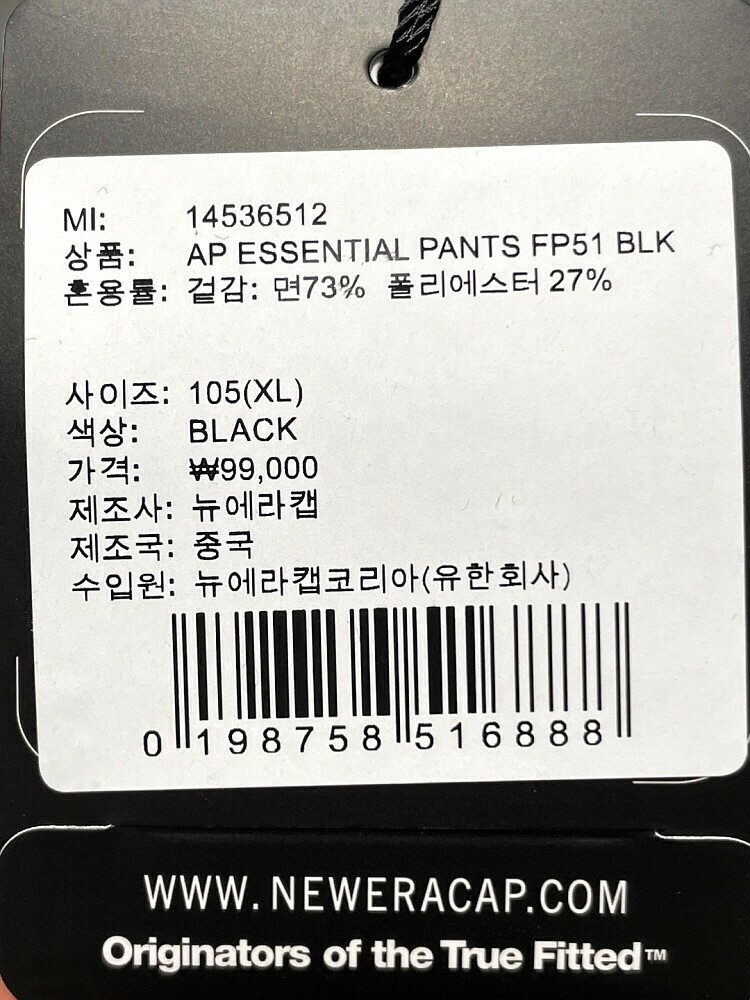 MI: 14536512
상품: AP ESSENTIAL PANTS FP51 BLK
혼용률: 겉감: 면73% 폴리에스터 27%
사이즈: 105(XL)
색상: BLACK
가격: ₩99,000
제조사: 뉴에라캡
제조국: 중국
수입원: 뉴에라캡코리아(유한회사)
0 198758 516888
WWW.NEWERACAP.COM
Originators of the True Fitted™